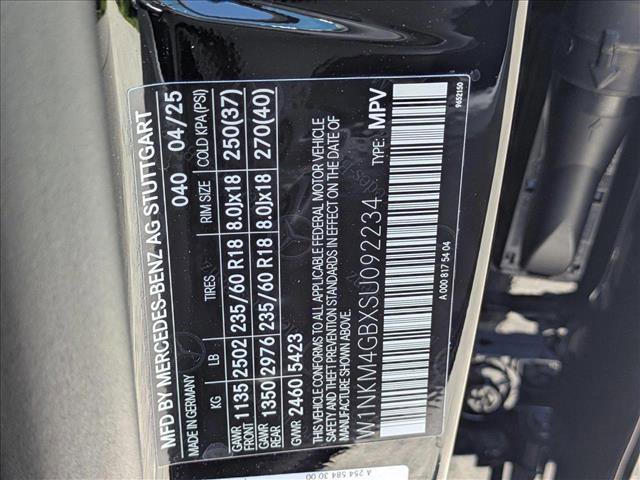 MFD BY MERCEDES-BENZ AG STUTTGART
MADE IN GERMANY 040 04/25
KG LB TIRES RIM SIZE COLD KPA(PSI)
GAWR FRONT 1135 2502 235/60 R18 8.0Jx18 250(37)
GAWR REAR 1350 2976 235/60 R18 8.0Jx18 270(40)
GVWR 2460 5423
THIS VEHICLE CONFORMS TO ALL APPLICABLE FEDERAL MOTOR VEHICLE
SAFETY AND THEFT PREVENTION STANDARDS IN EFFECT ON THE DATE OF
MANUFACTURE SHOWN ABOVE.
W1NKM4GBXSU092234 TYPE: MPV
A 000 817 54 04 9652150
A 254 584 30 00